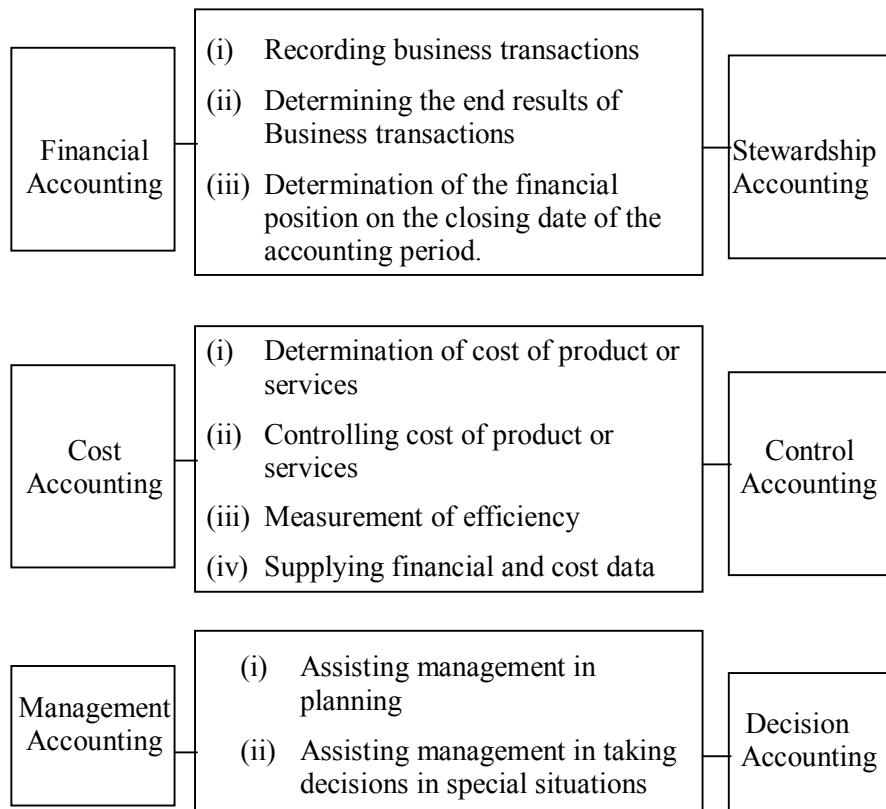 Financial
Accounting
(i) Recording business transactions
(ii) Determining the end results of
Business transactions
(iii) Determination of the financial
position on the closing date of the
accounting period.
Stewardship
Accounting
Cost
Accounting
(i) Determination of cost of product or
services
(ii) Controlling cost of product or
services
(iii) Measurement of efficiency
(iv) Supplying financial and cost data
Control
Accounting
Management
Accounting
(i) Assisting management in
planning
(ii) Assisting management in taking
decisions in special situations
Decision
Accounting